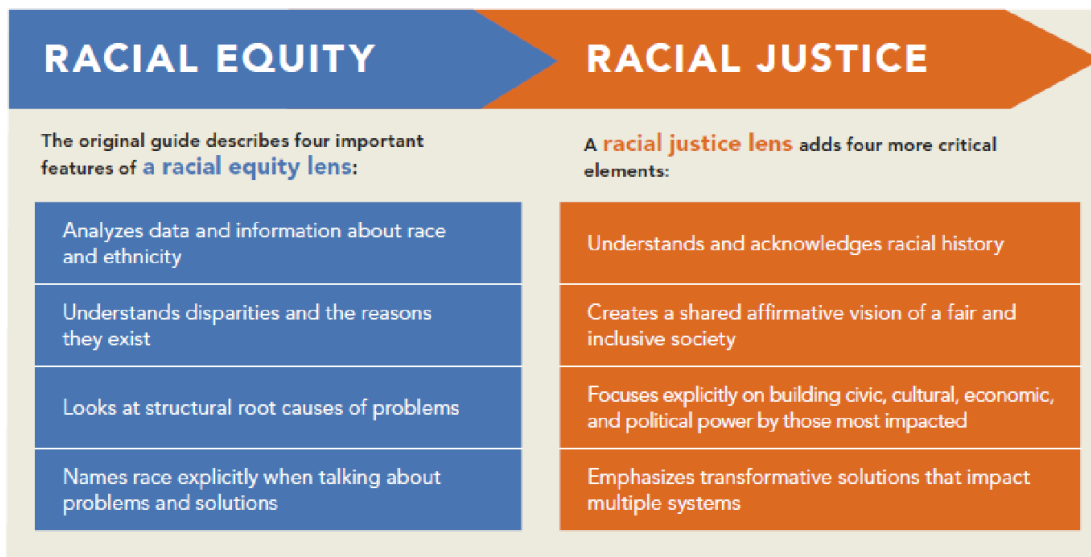 RACIAL EQUITY
RACIAL JUSTICE
The original guide describes four important
features of a racial equity lens:
Analyzes data and information about race
and ethnicity
Understands disparities and the reasons
they exist
Looks at structural root causes of problems
Names race explicitly when talking about
problems and solutions
A racial justice lens adds four more critical
elements:
Understands and acknowledges racial history
Creates a shared affirmative vision of a fair and
inclusive society
Focuses explicitly on building civic, cultural, economic,
and political power by those most impacted
Emphasizes transformative solutions that impact
multiple systems